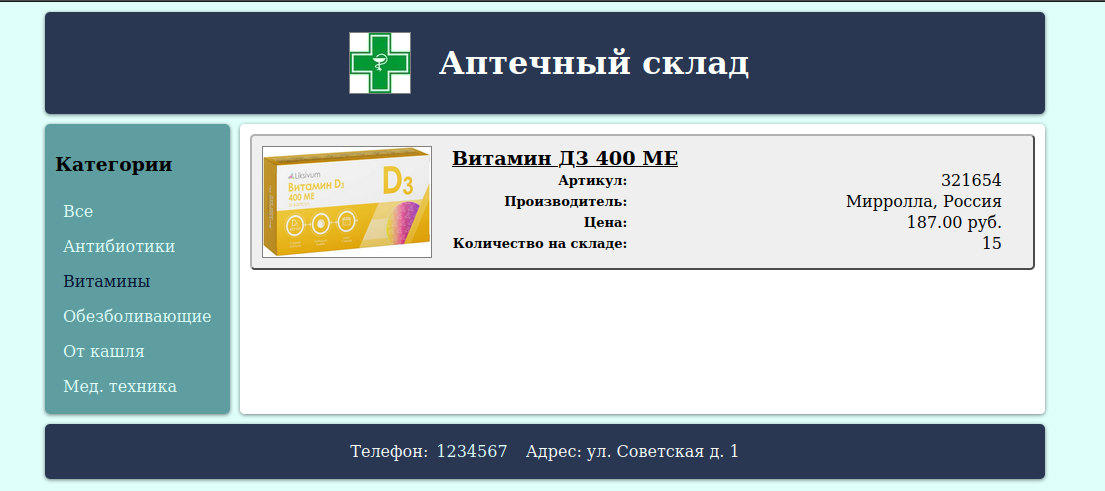 Аптечный склад
Категории
Все
Антибиотики
Витамины
Обезболивающие
От кашля
Мед. техника
Liksivum
Витамин D3
400 МЕ
D3
Витамин Д3 400 МЕ
Артикул: 321654
Производитель: Мирролла, Россия
Цена: 187.00 руб.
Количество на складе: 15
Телефон: 1234567 Адрес: ул. Советская д. 1